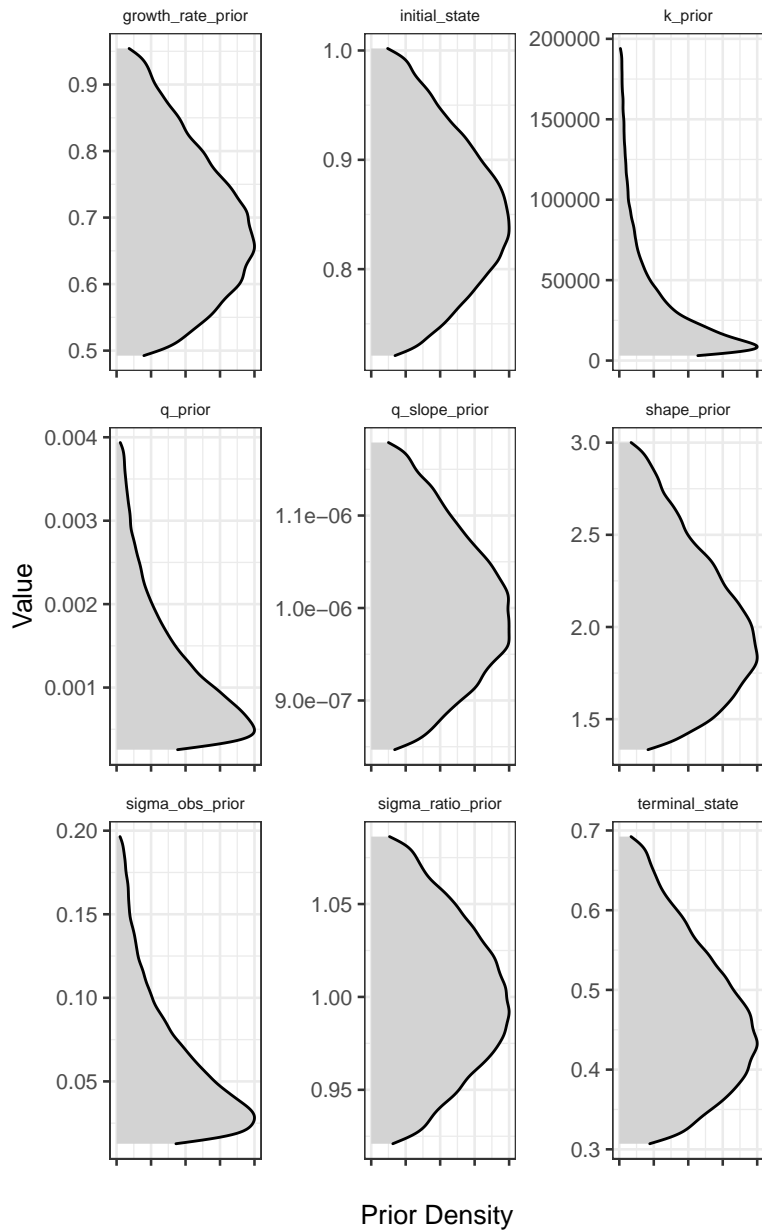 growth_rate_prior
initial_state
k_prior
0.9
0.8
0.7
0.6
0.5
1.0
0.9
0.8
200000
150000
100000
50000
0
q_prior
q_slope_prior
shape_prior
0.004
0.003
0.002
0.001
1.1e−06
1.0e−06
9.0e−07
3.0
2.5
2.0
1.5
sigma_obs_prior
sigma_ratio_prior
terminal_state
0.20
0.15
0.10
0.05
1.05
1.00
0.95
0.7
0.6
0.5
0.4
0.3
Value
Prior Density